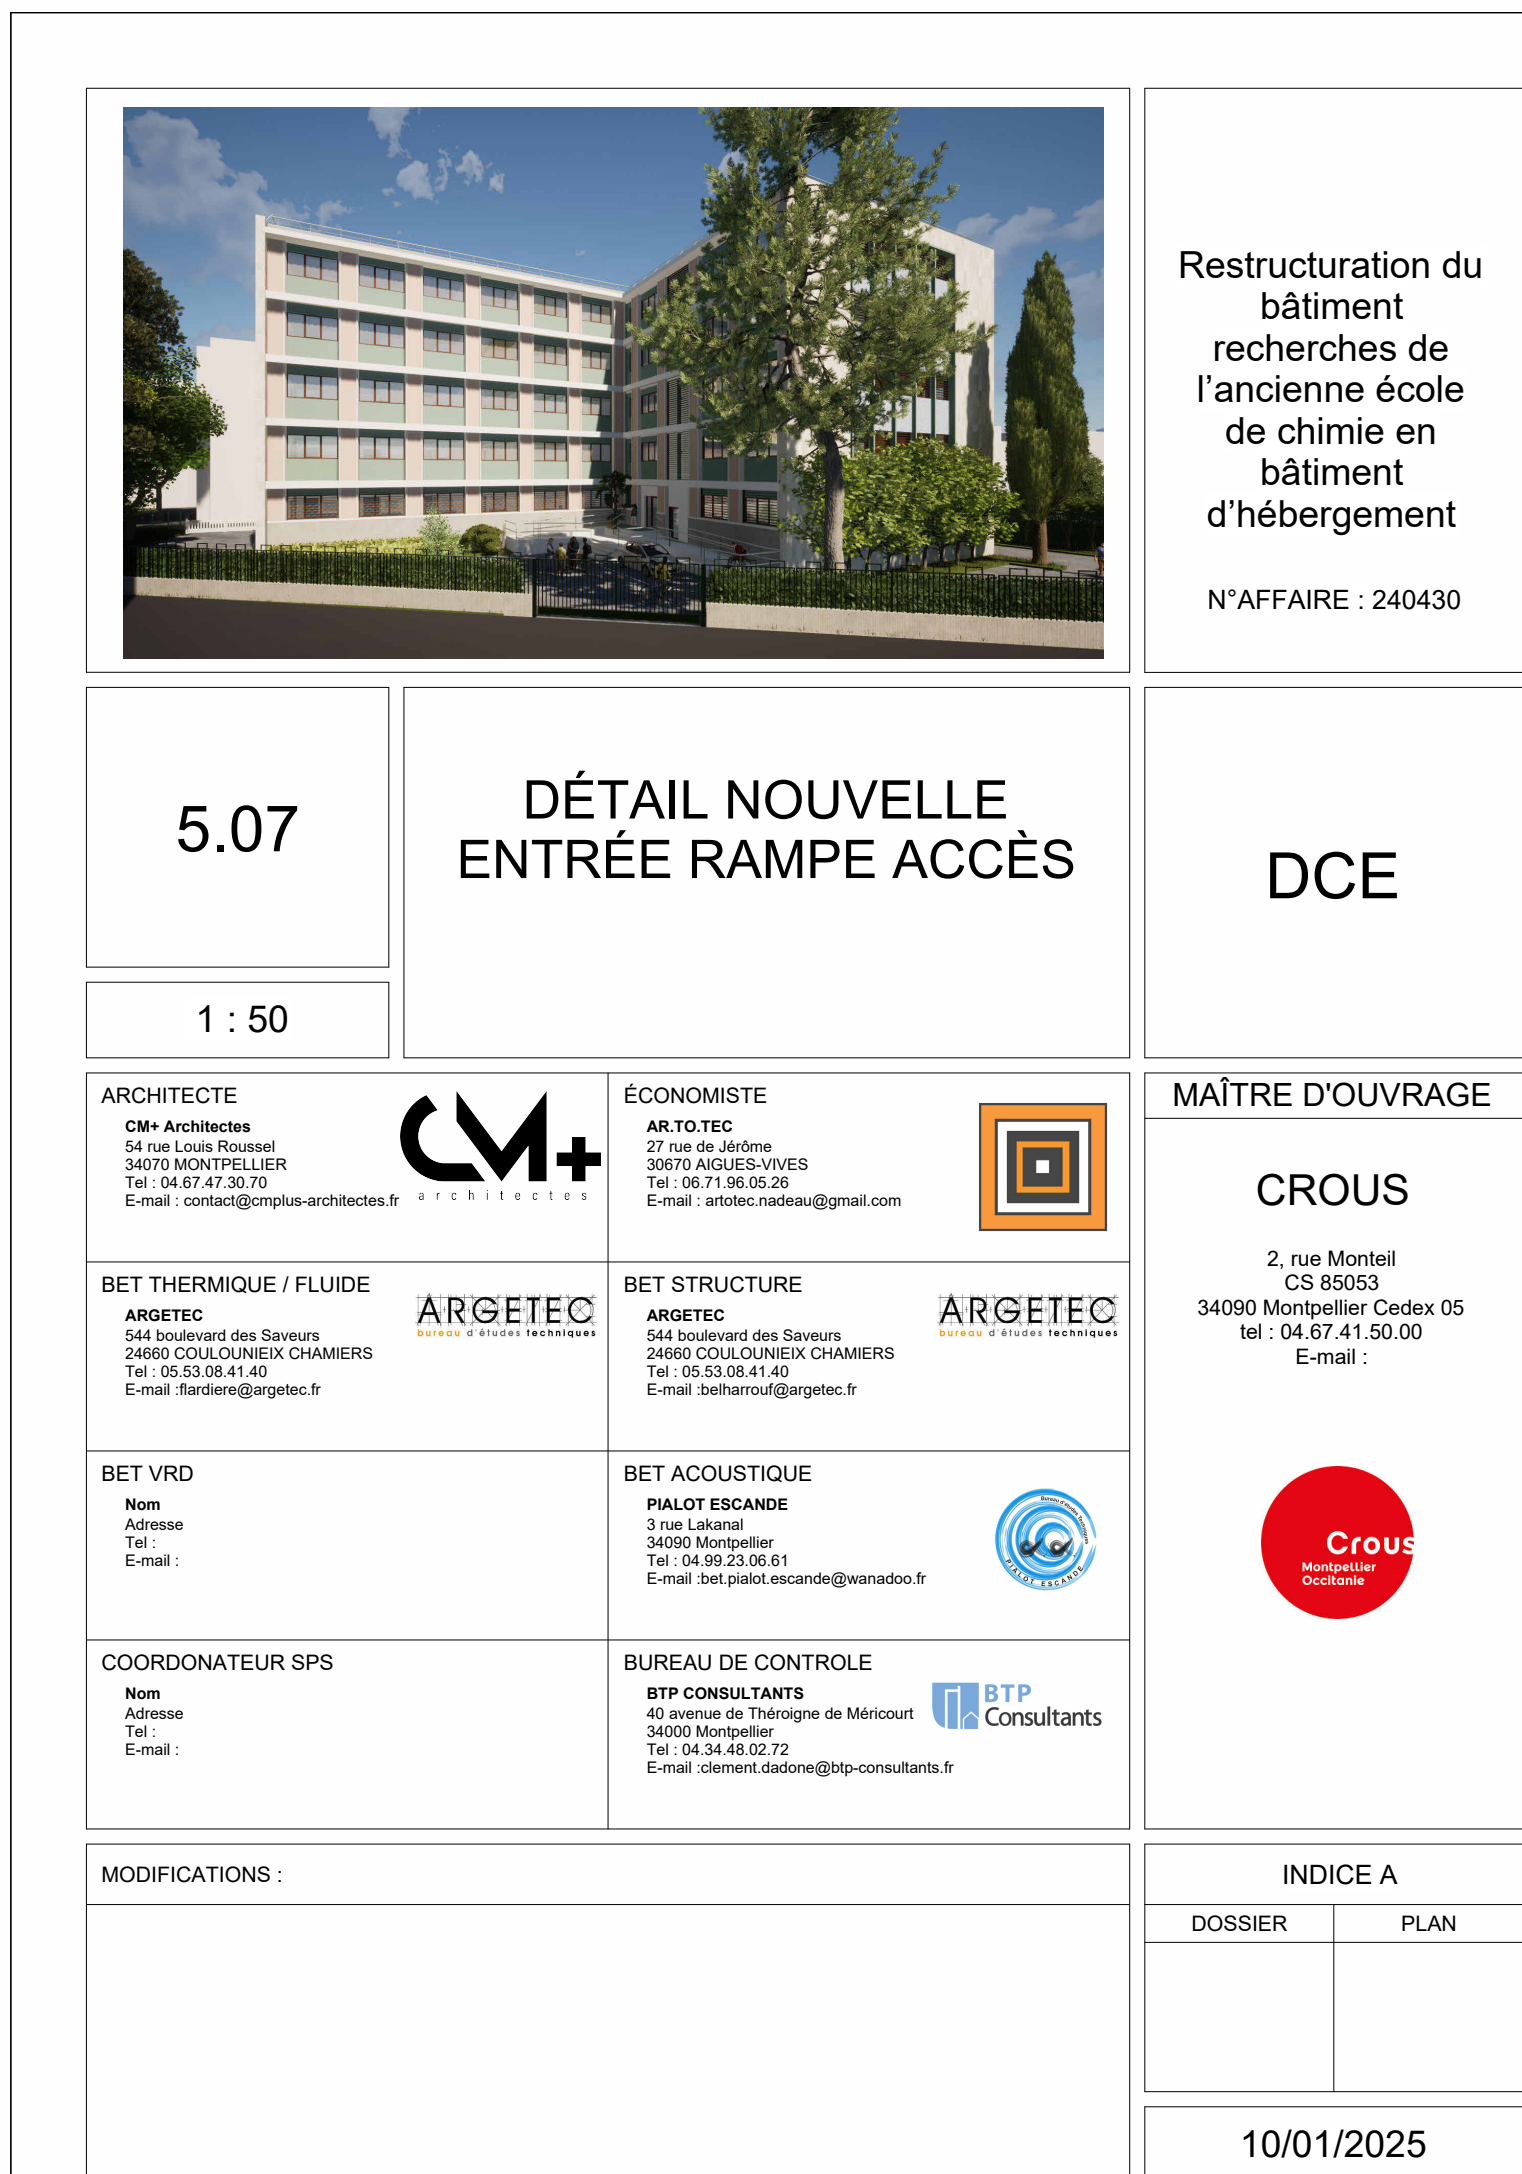 Restructuration du
bâtiment
recherches de
l’ancienne école
de chimie en
bâtiment
d’hébergement
N°AFFAIRE : 240430
5.07
DÉTAIL NOUVELLE
ENTRÉE RAMPE ACCÈS
DCE
1 : 50
ARCHITECTE
CM+ Architectes
54 rue Louis Roussel
34070 MONTPELLIER
Tel : 04.67.47.30.70
E-mail : contact@cmplus-architectes.fr
CM+
architectes
ÉCONOMISTE
AR.TO.TEC
27 rue de Jérôme
30670 AIGUES-VIVES
Tel : 06.71.96.05.26
E-mail : artotec.nadeau@gmail.com
MAÎTRE D'OUVRAGE
CROUS
2, rue Monteil
CS 85053
34090 Montpellier Cedex 05
tel : 04.67.41.50.00
E-mail :
Crous
Montpellier
Occitanie
BET THERMIQUE / FLUIDE
ARGETEC
544 boulevard des Saveurs
24660 COULOUNIEIX CHAMIERS
Tel : 05.53.08.41.40
E-mail :flardiere@argetec.fr
ARGETEC
bureau d'études techniques
BET STRUCTURE
ARGETEC
544 boulevard des Saveurs
24660 COULOUNIEIX CHAMIERS
Tel : 05.53.08.41.40
E-mail :belharrouf@argetec.fr
ARGETEC
bureau d'études techniques
BET VRD
Nom
Adresse
Tel :
E-mail :
BET ACOUSTIQUE
PIALOT ESCANDE
3 rue Lakanal
34090 Montpellier
Tel : 04.99.23.06.61
E-mail :bet.pialot.escande@wanadoo.fr
Bureau d'études Techniques
PIALOT ESCANDE
COORDONATEUR SPS
Nom
Adresse
Tel :
E-mail :
BUREAU DE CONTROLE
BTP CONSULTANTS
40 avenue de Théroigne de Méricourt
34000 Montpellier
Tel : 04.34.48.02.72
E-mail :clement.dadone@btp-consultants.fr
BTP
Consultants
MODIFICATIONS :
INDICE A
DOSSIER
PLAN
10/01/2025